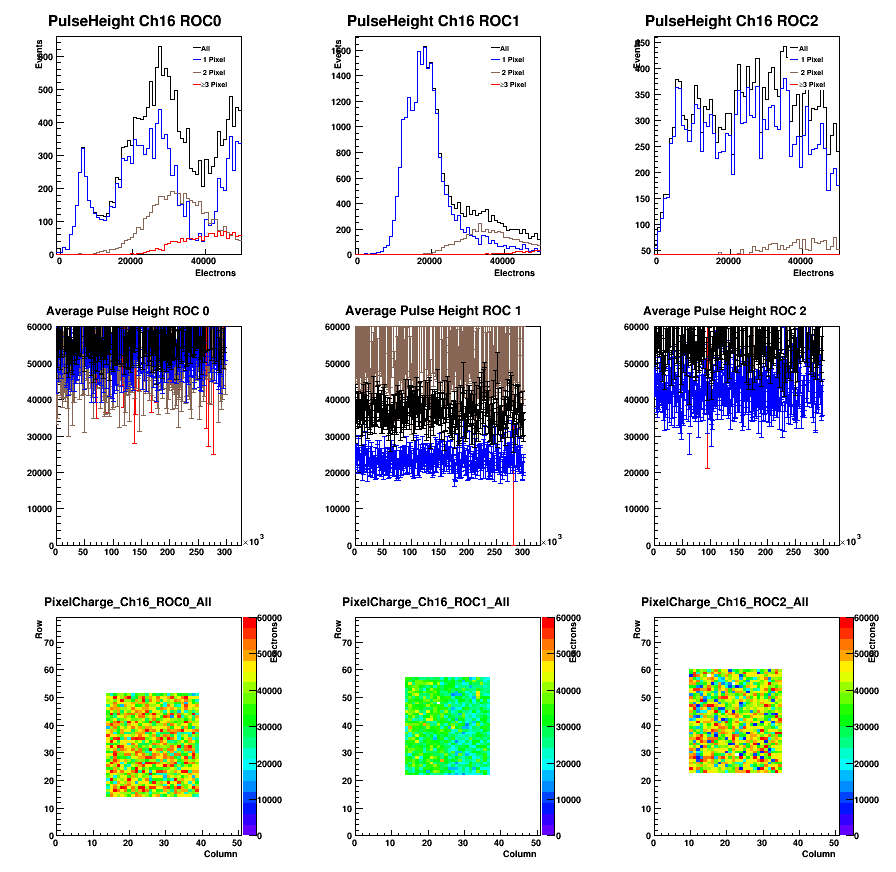 PulseHeight Ch16 ROC0
Events
All
1 Pixel
2 Pixel
≥3 Pixel
600
500
400
300
200
100
0
0 20000 40000
Electrons
PulseHeight Ch16 ROC1
Events
All
1 Pixel
2 Pixel
≥3 Pixel
1600
1400
1200
1000
800
600
400
200
0
0 20000 40000
Electrons
PulseHeight Ch16 ROC2
Events
All
1 Pixel
2 Pixel
≥3 Pixel
450
400
350
300
250
200
150
100
50
0 20000 40000
Electrons
Average Pulse Height ROC 0
60000
50000
40000
30000
20000
10000
0
0 50 100 150 200 250 300
×10³
Average Pulse Height ROC 1
60000
50000
40000
30000
20000
10000
0
0 50 100 150 200 250 300
×10³
Average Pulse Height ROC 2
60000
50000
40000
30000
20000
10000
0
0 50 100 150 200 250 300
×10³
PixelCharge_Ch16_ROC0_All
Row
70
60
50
40
30
20
10
0
0 10 20 30 40 50
Column
60000
50000
40000
30000
20000
10000
0
Electrons
PixelCharge_Ch16_ROC1_All
Row
70
60
50
40
30
20
10
0
0 10 20 30 40 50
Column
60000
50000
40000
30000
20000
10000
0
Electrons
PixelCharge_Ch16_ROC2_All
Row
70
60
50
40
30
20
10
0
0 10 20 30 40 50
Column
60000
50000
40000
30000
20000
10000
0
Electrons